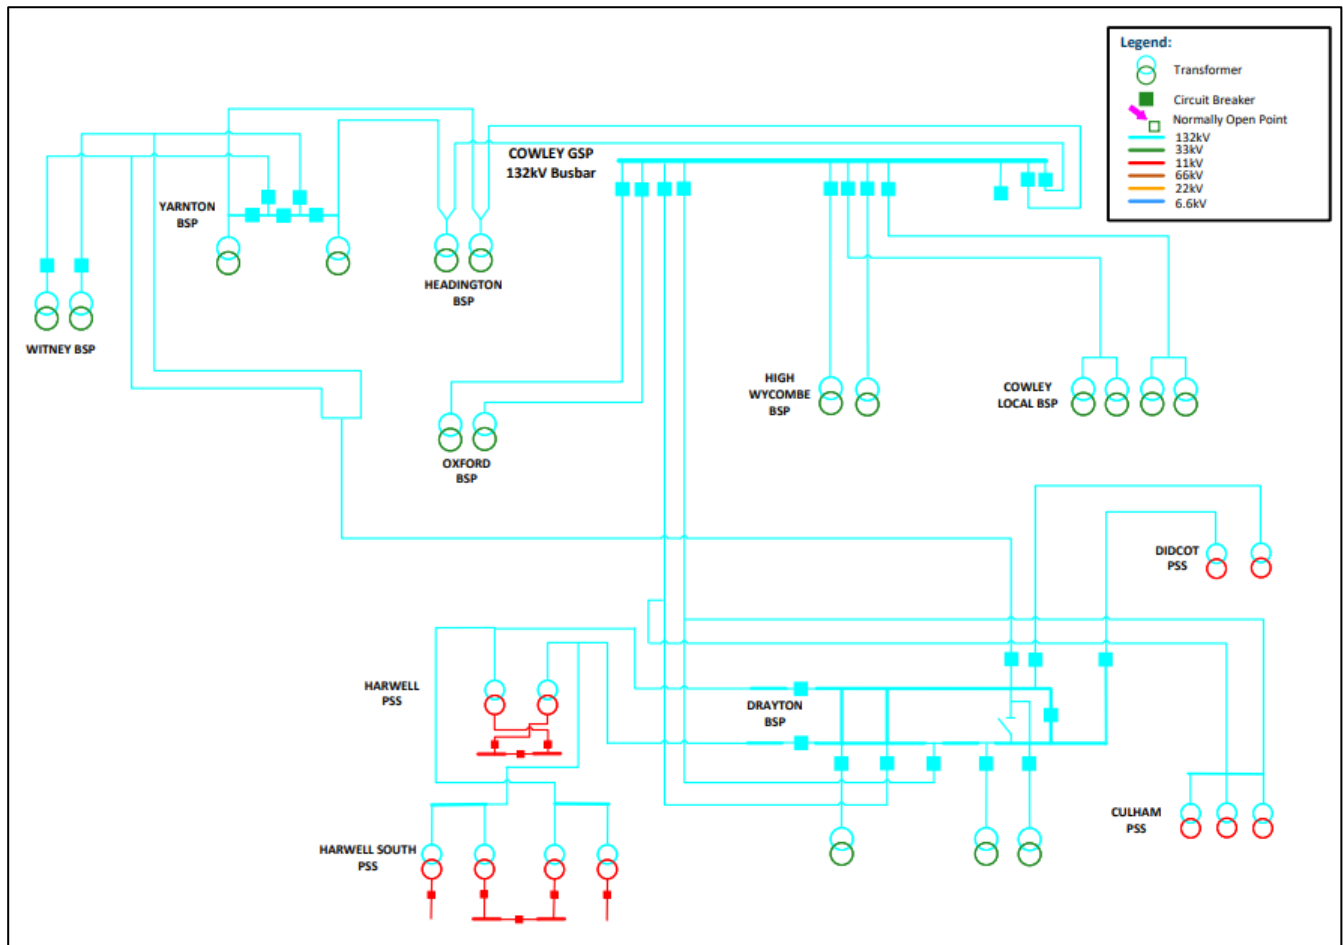 Legend:
Transformer
Circuit Breaker
Normally Open Point
132kV
33kV
11kV
66kV
22kV
6.6kV
COWLEY GSP
132kV Busbar
YARNTON
BSP
HEADINGTON
BSP
WITNEY BSP
HIGH
WYCOMBE
BSP
COWLEY
LOCAL BSP
OXFORD
BSP
DIDCOT
PSS
HARWELL
PSS
DRAYTON
BSP
CULHAM
PSS
HARWELL SOUTH
PSS